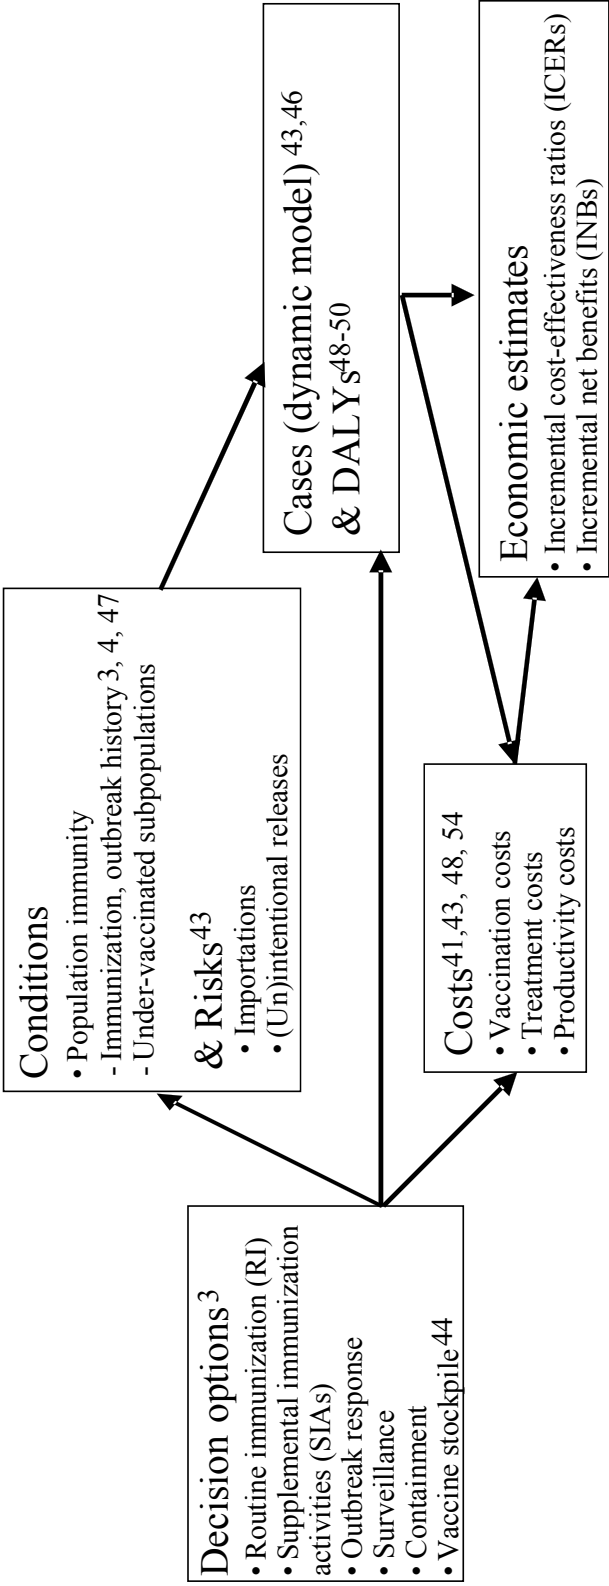 Decision options3
• Routine immunization (RI)
• Supplemental immunization
activities (SIAs)
• Outbreak response
• Surveillance
• Containment
• Vaccine stockpile44
Conditions
• Population immunity
- Immunization, outbreak history3, 4, 47
- Under-vaccinated subpopulations
& Risks43
• Importations
• (Un)intentional releases
Costs41,43, 48, 54
• Vaccination costs
• Treatment costs
• Productivity costs
Cases (dynamic model) 43,46
& DALYs48-50
Economic estimates
• Incremental cost-effectiveness ratios (ICERs)
• Incremental net benefits (INBs)